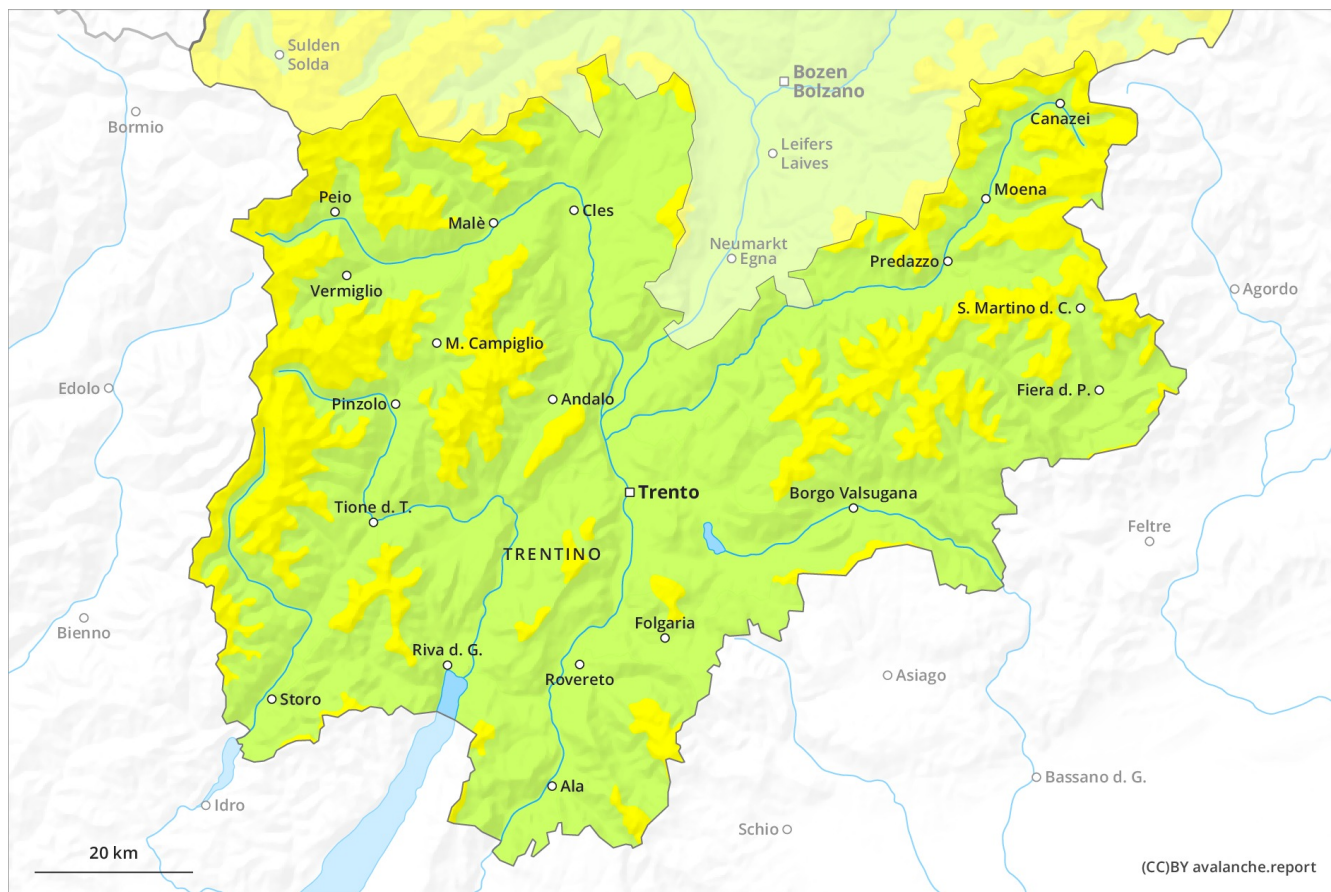 Sulden
Solda
Bozen
Bolzano
Bormio
Canazei
Leifers
Laives
Peio
Moena
Malè
Cles
Neumarkt
Egna
Predazzo
Vermiglio
Agordo
S. Martino d. C.
M. Campiglio
Edolo
Fiera d. P.
Andalo
Pinzolo
Trento
Borgo Valsugana
Tione d. T.
Feltre
TRENTINO
Bienno
Folgaria
Riva d. G.
Rovereto
Asiago
Storo
Bassano d. G.
Ala
Idro
Schio
20 km
(CC)BY avalanche.report